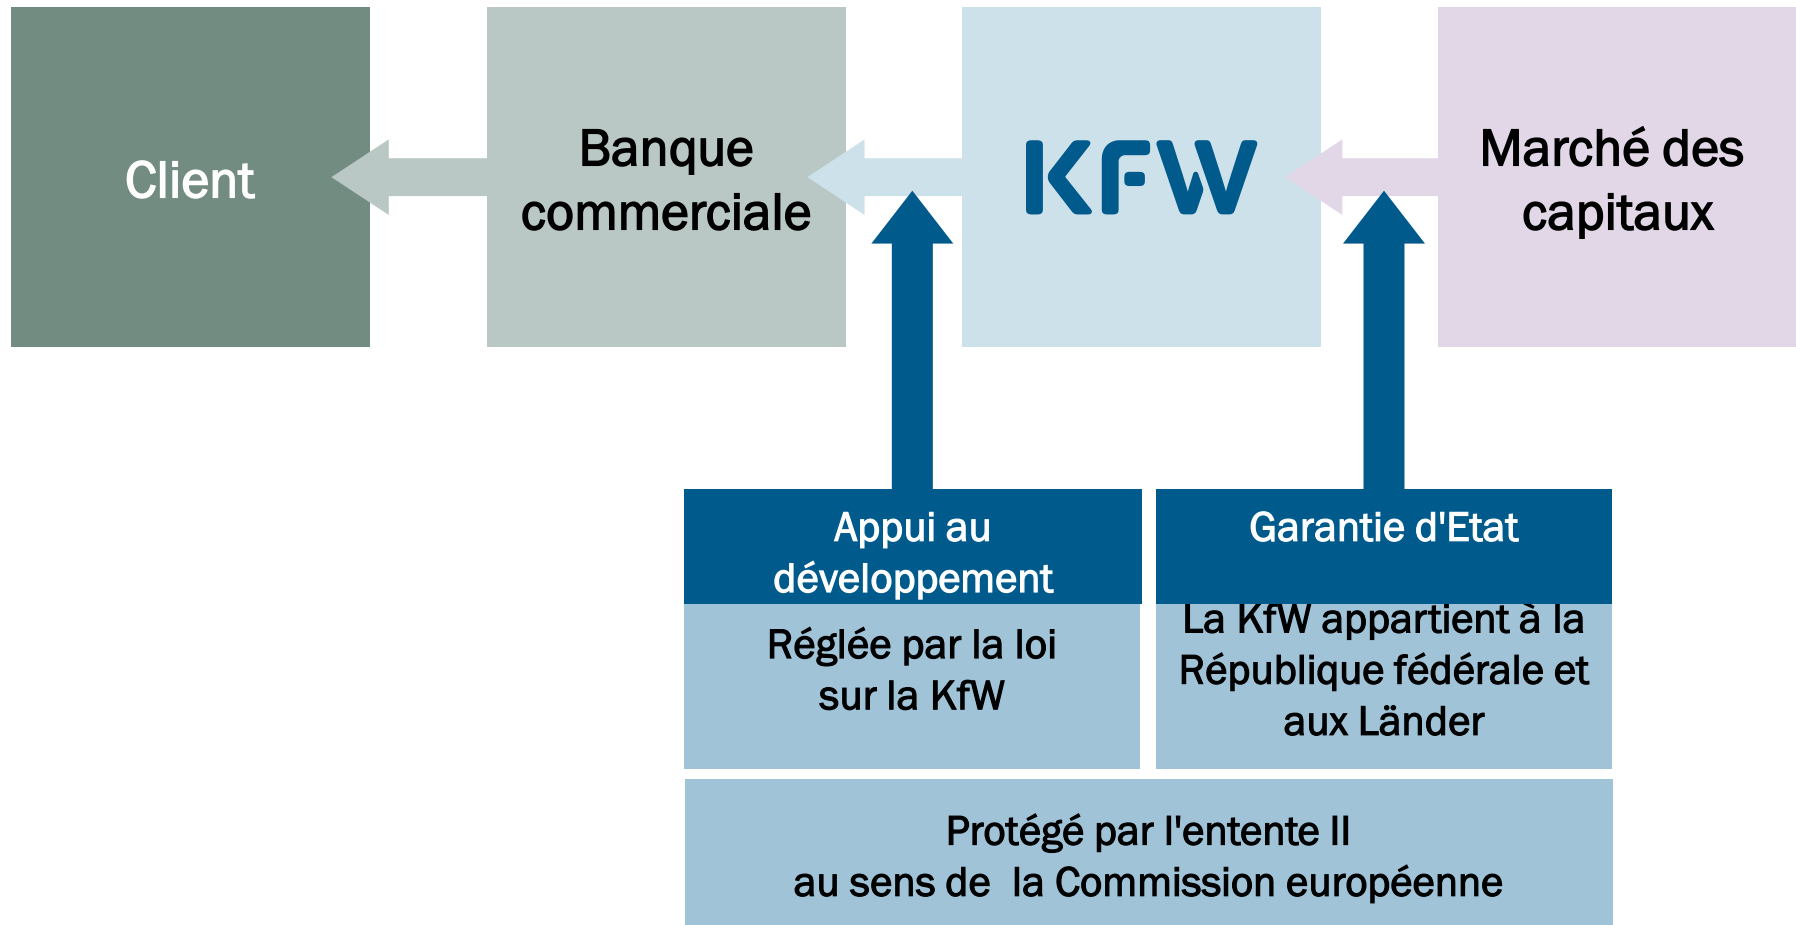 Client
Banque
commerciale
KFW
Marché des
capitaux
Appui au
développement
Réglée par la loi
sur la KfW
Garantie d'Etat
La KfW appartient à la
République fédérale et
aux Länder
Protégé par l'entente II
au sens de  la Commission européenne